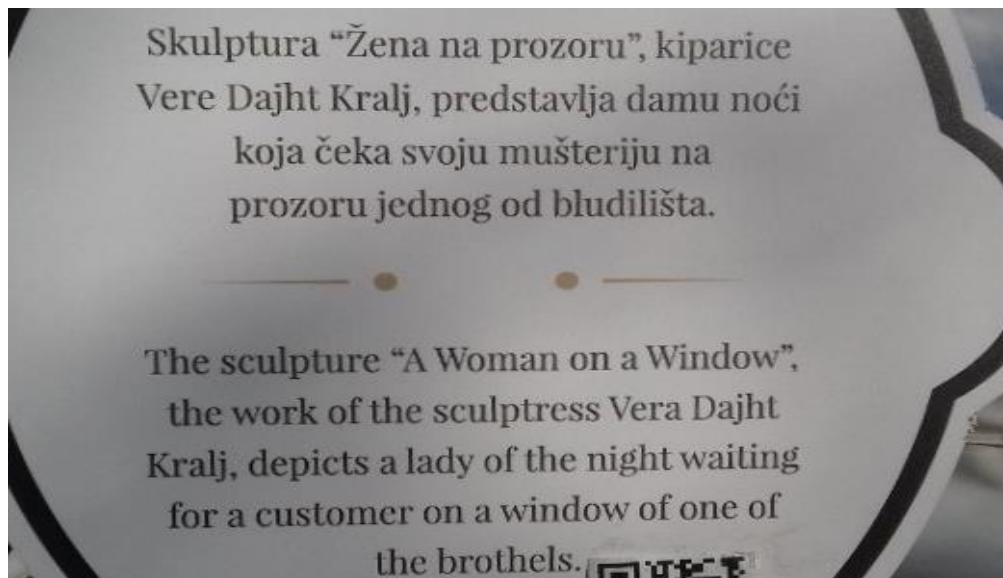 Skulptura “Žena na prozoru”, kiparice
Vere Dajht Kralj, predstavlja damu noći
koja čeka svoju mušteriju na
prozoru jednog od bludilišta.
The sculpture “A Woman on a Window”,
the work of the sculptress Vera Dajht
Kralj, depicts a lady of the night waiting
for a customer on a window of one of
the brothels.